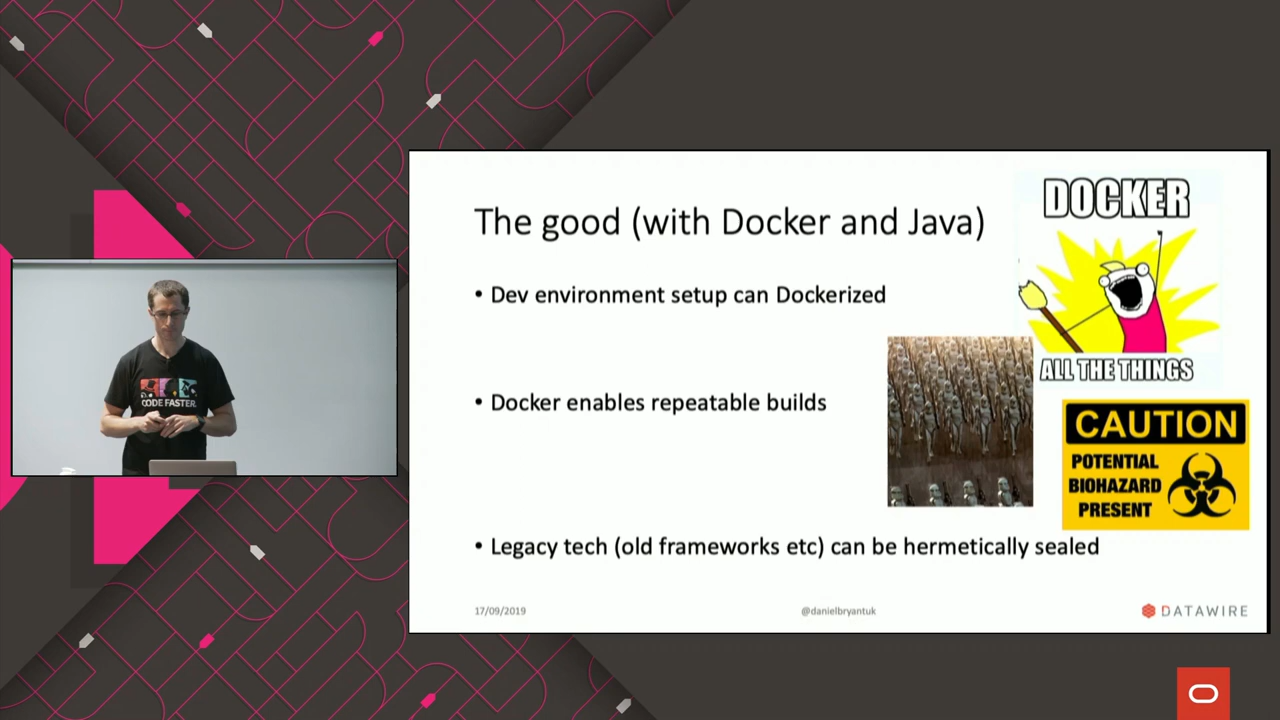 The good (with Docker and Java)
DOCKER
ALL THE THINGS
• Dev environment setup can Dockerized
• Docker enables repeatable builds
CAUTION
POTENTIAL
BIOHAZARD
PRESENT
• Legacy tech (old frameworks etc) can be hermetically sealed
17/09/2019
@danielbryantuk
DATAWIRE
CODE FASTER.